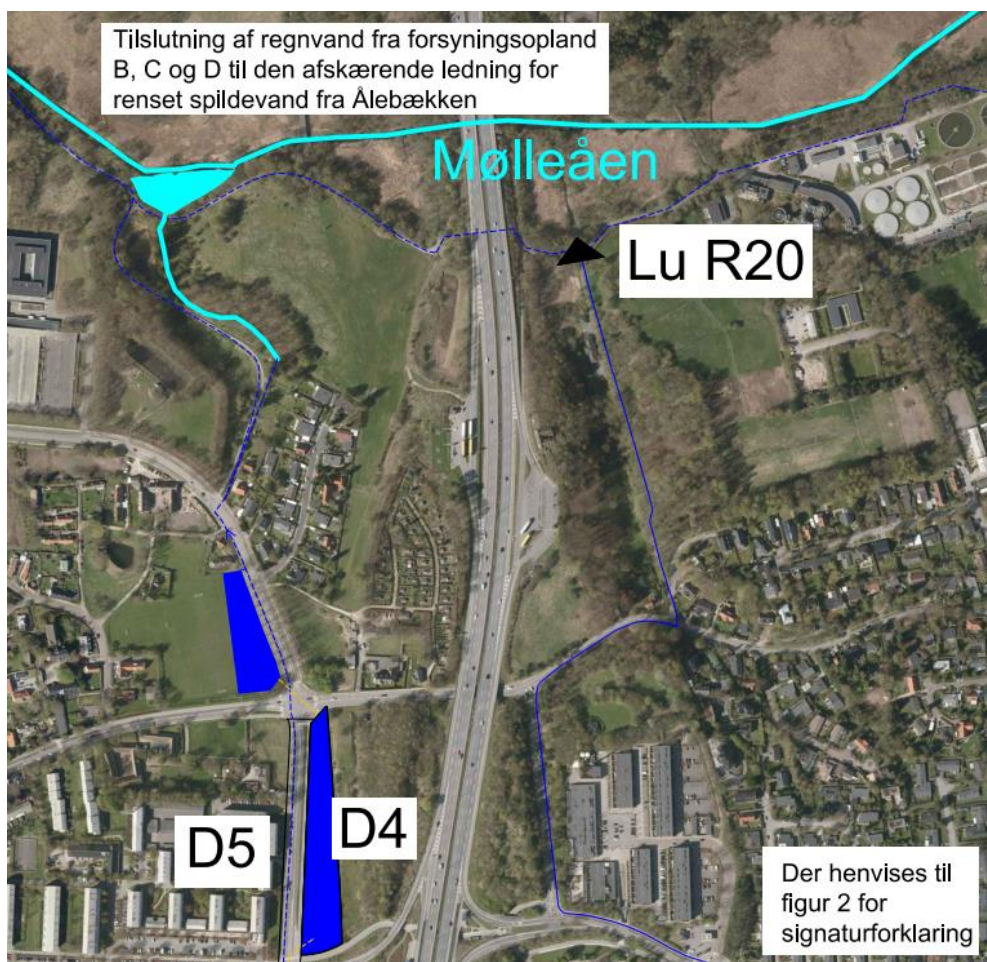 Tilslutning af regnvand fra forsyningsopland
B, C og D til den afskærende ledning for
renset spildevand fra Ålebækken
Mølleåen
Lu R20
D5
D4
Der henvises til
figur 2 for
signaturforklaring